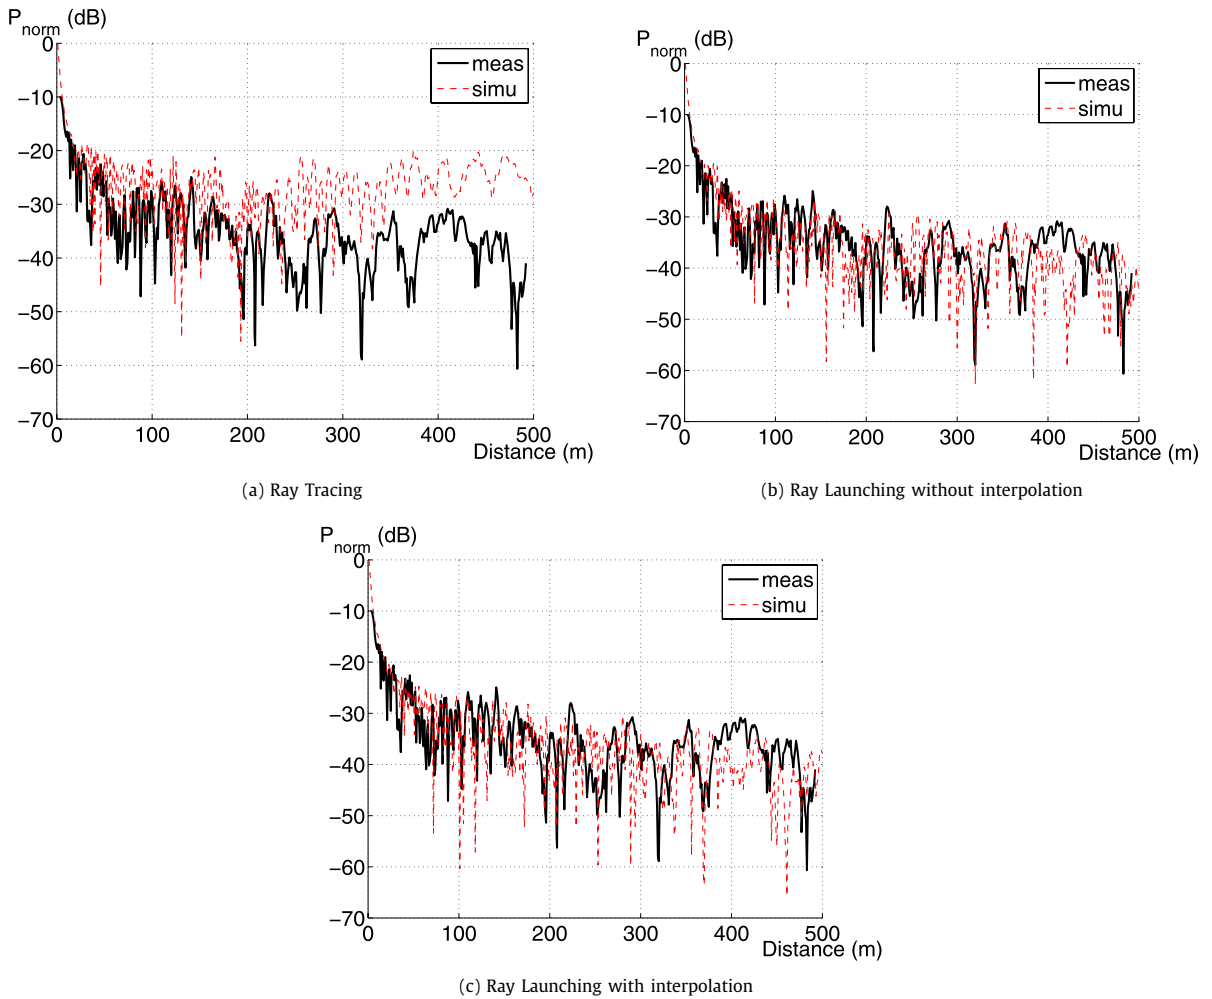 P_norm (dB)
0
−10
−20
−30
−40
−50
−60
−70
0 100 200 300 400 500
Distance (m)
meas
simu
(a) Ray Tracing
P_norm (dB)
0
−10
−20
−30
−40
−50
−60
−70
0 100 200 300 400 500
Distance (m)
meas
simu
(b) Ray Launching without interpolation
P_norm (dB)
0
−10
−20
−30
−40
−50
−60
−70
0 100 200 300 400 500
Distance (m)
meas
simu
(c) Ray Launching with interpolation